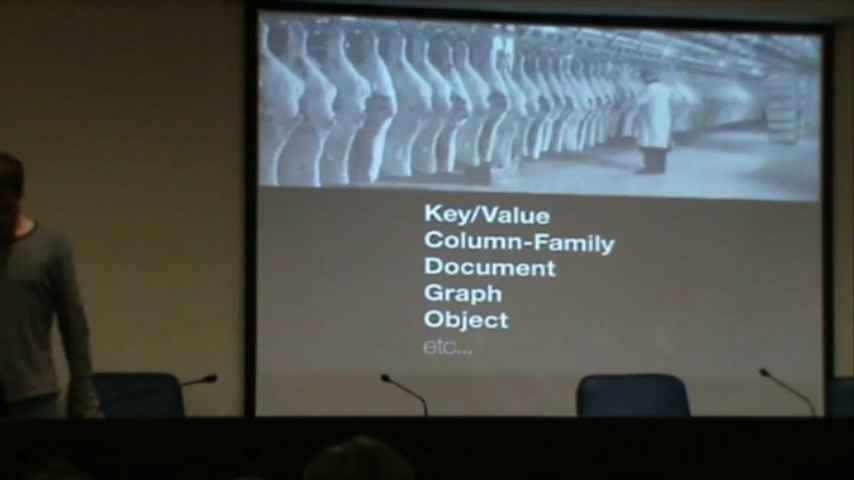 Key/Value
Column-Family
Document
Graph
Object
etc...